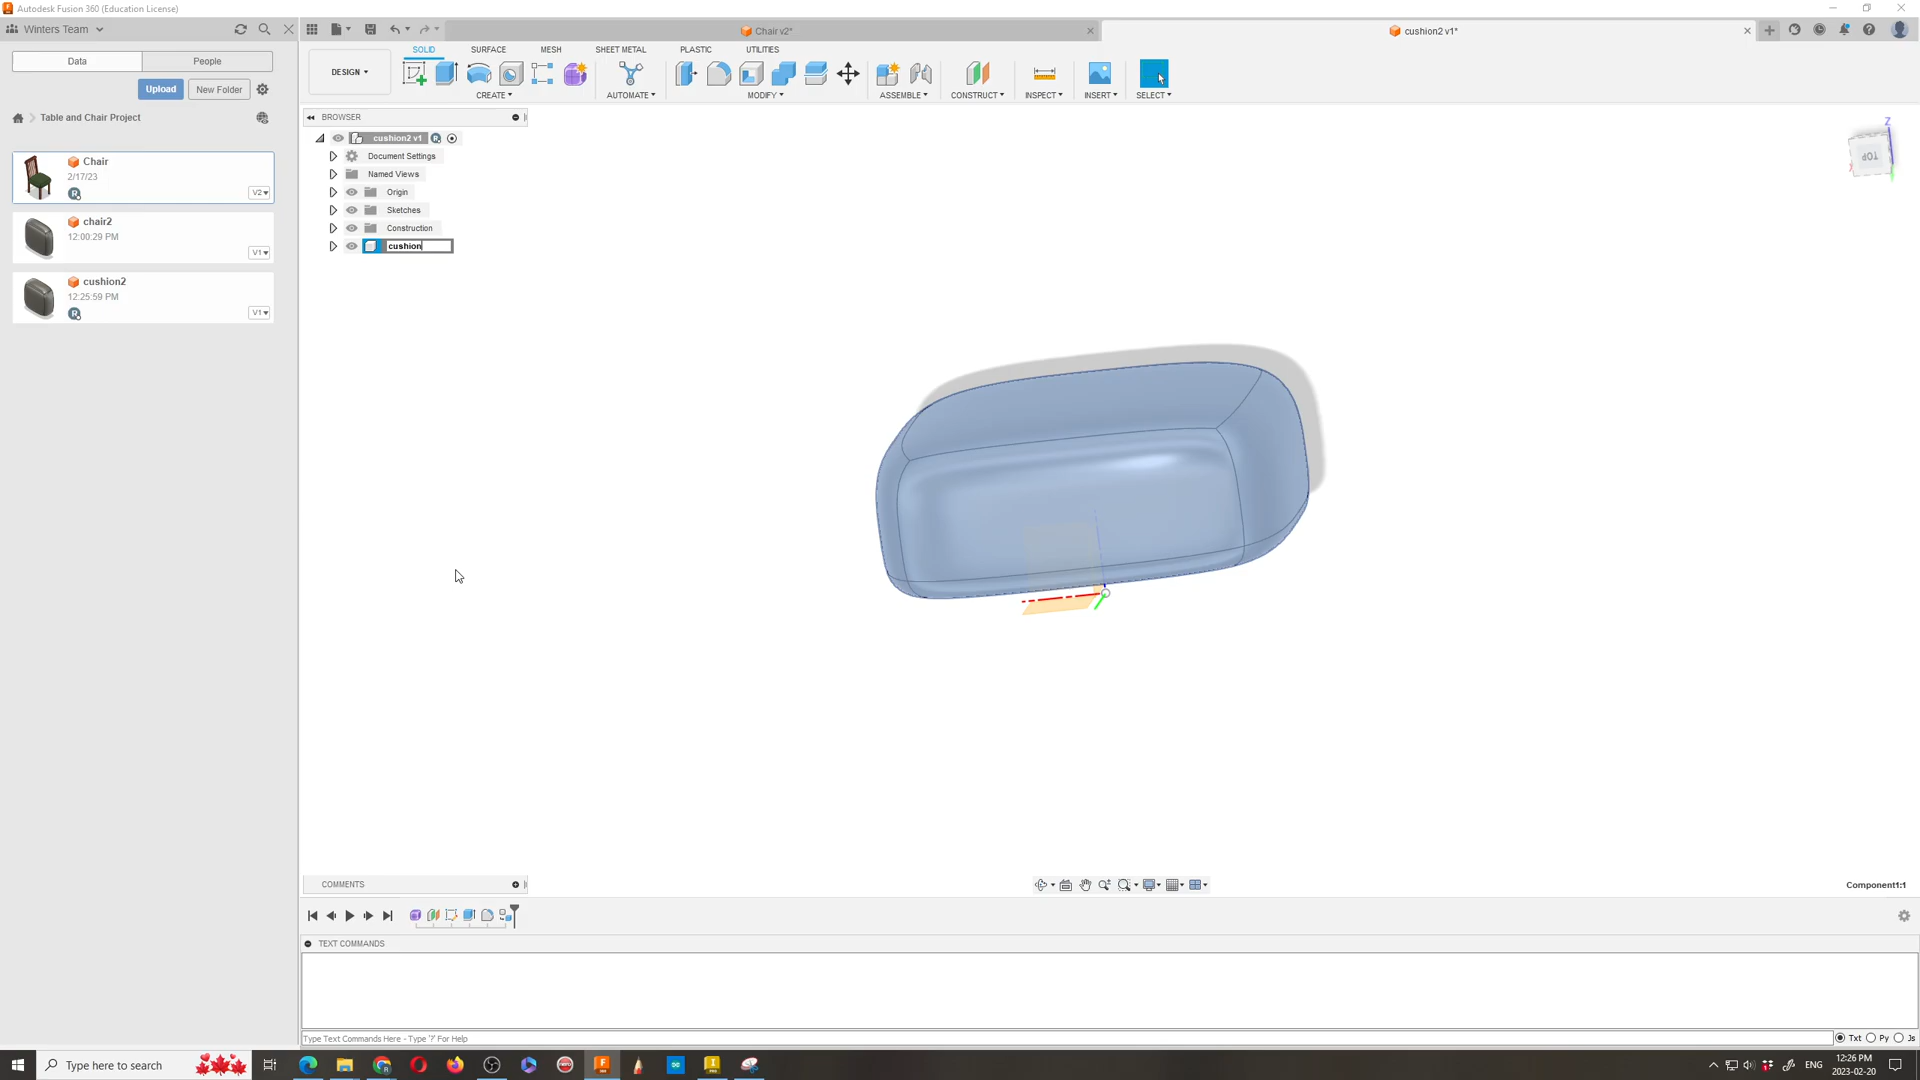 Autodesk Fusion 360 (Education License)
Winters Team
Chair v2*
cushion2 v1*
Data
People
Upload
New Folder
Table and Chair Project
Chair
2/17/23
V2
chair2
12:00:29 PM
V1
cushion2
12:25:59 PM
V1
DESIGN
SOLID
SURFACE
MESH
SHEET METAL
PLASTIC
UTILITIES
CREATE
AUTOMATE
MODIFY
ASSEMBLE
CONSTRUCT
INSPECT
INSERT
SELECT
BROWSER
cushion2 v1
Document Settings
Named Views
Origin
Sketches
Construction
cushion
Z
TOP
COMMENTS
Component1:1
TEXT COMMANDS
Type Text Commands Here - Type '?' For Help
Txt Py Js
Type here to search
ENG
12:26 PM
2023-02-20